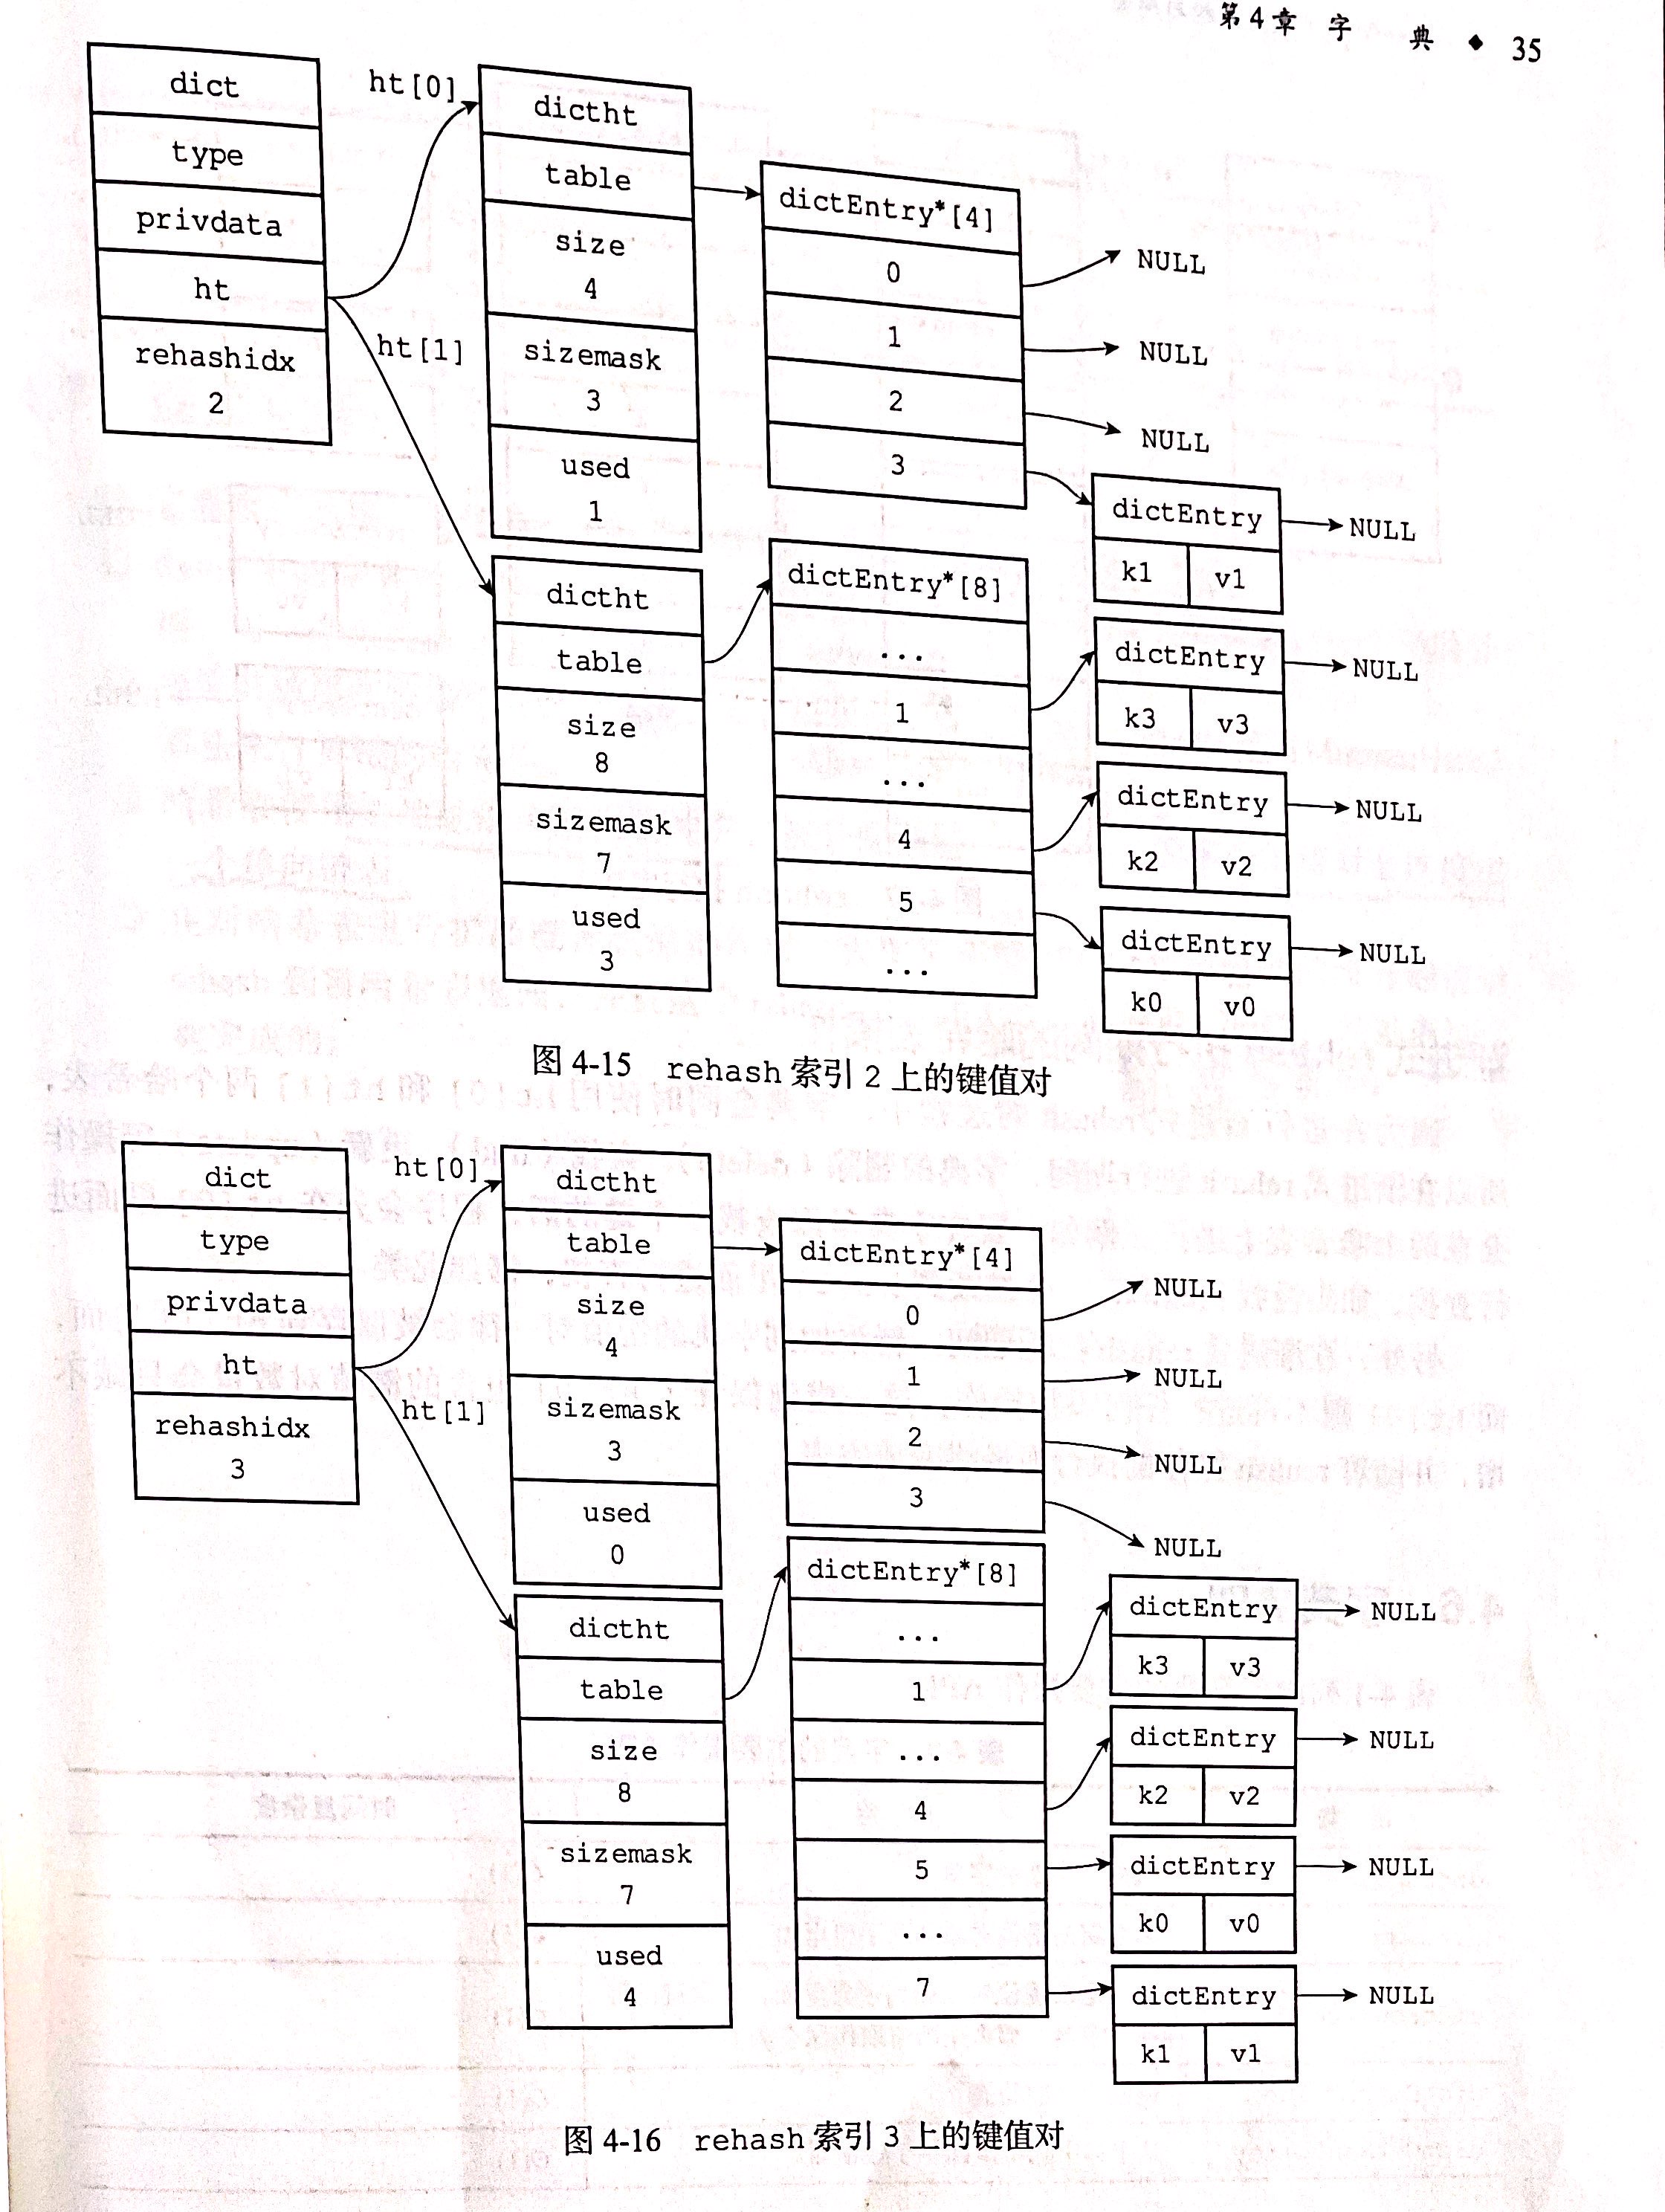 第4章 字 典 ◆ 35
dict
type
privdata
ht
rehashidx
2
ht[0]
ht[1]
dictht
table
size
4
sizemask
3
used
1
dictht
table
size
8
sizemask
7
used
3
dictEntry*[4]
0
1
2
3
NULL
NULL
NULL
dictEntry*[8]
...
1
...
4
5
...
dictEntry
NULL
k1 v1
dictEntry
NULL
k3 v3
dictEntry
NULL
k2 v2
dictEntry
NULL
k0 v0
图 4-15 rehash 索引 2 上的键值对
dict
type
privdata
ht
rehashidx
3
ht[0]
ht[1]
dictht
table
size
4
sizemask
3
used
0
dictht
table
size
8
sizemask
7
used
4
dictEntry*[4]
0
1
2
3
NULL
NULL
NULL
NULL
dictEntry*[8]
...
1
...
4
5
...
7
dictEntry
NULL
k3 v3
dictEntry
NULL
k2 v2
dictEntry
NULL
k0 v0
dictEntry
NULL
k1 v1
图 4-16 rehash 索引 3 上的键值对